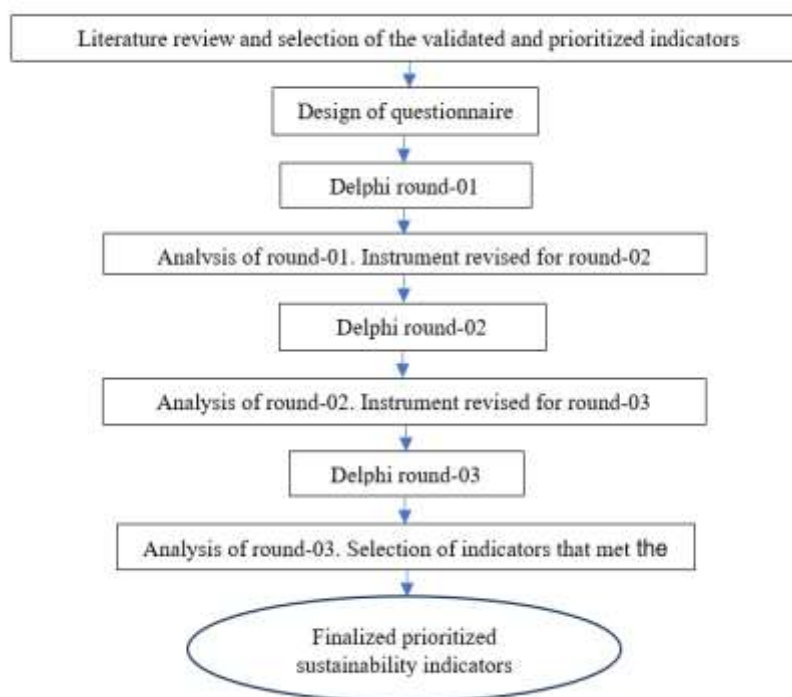 Literature review and selection of the validated and prioritized indicators
Design of questionnaire
Delphi round-01
Analysis of round-01. Instrument revised for round-02
Delphi round-02
Analysis of round-02. Instrument revised for round-03
Delphi round-03
Analysis of round-03. Selection of indicators that met the
Finalized prioritized
sustainability indicators